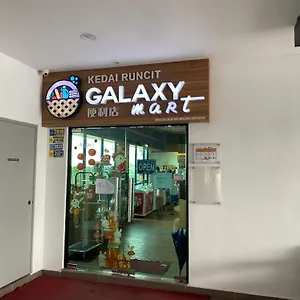 KEDAI RUNCIT
GALAXY
便利店 mart
OPEN